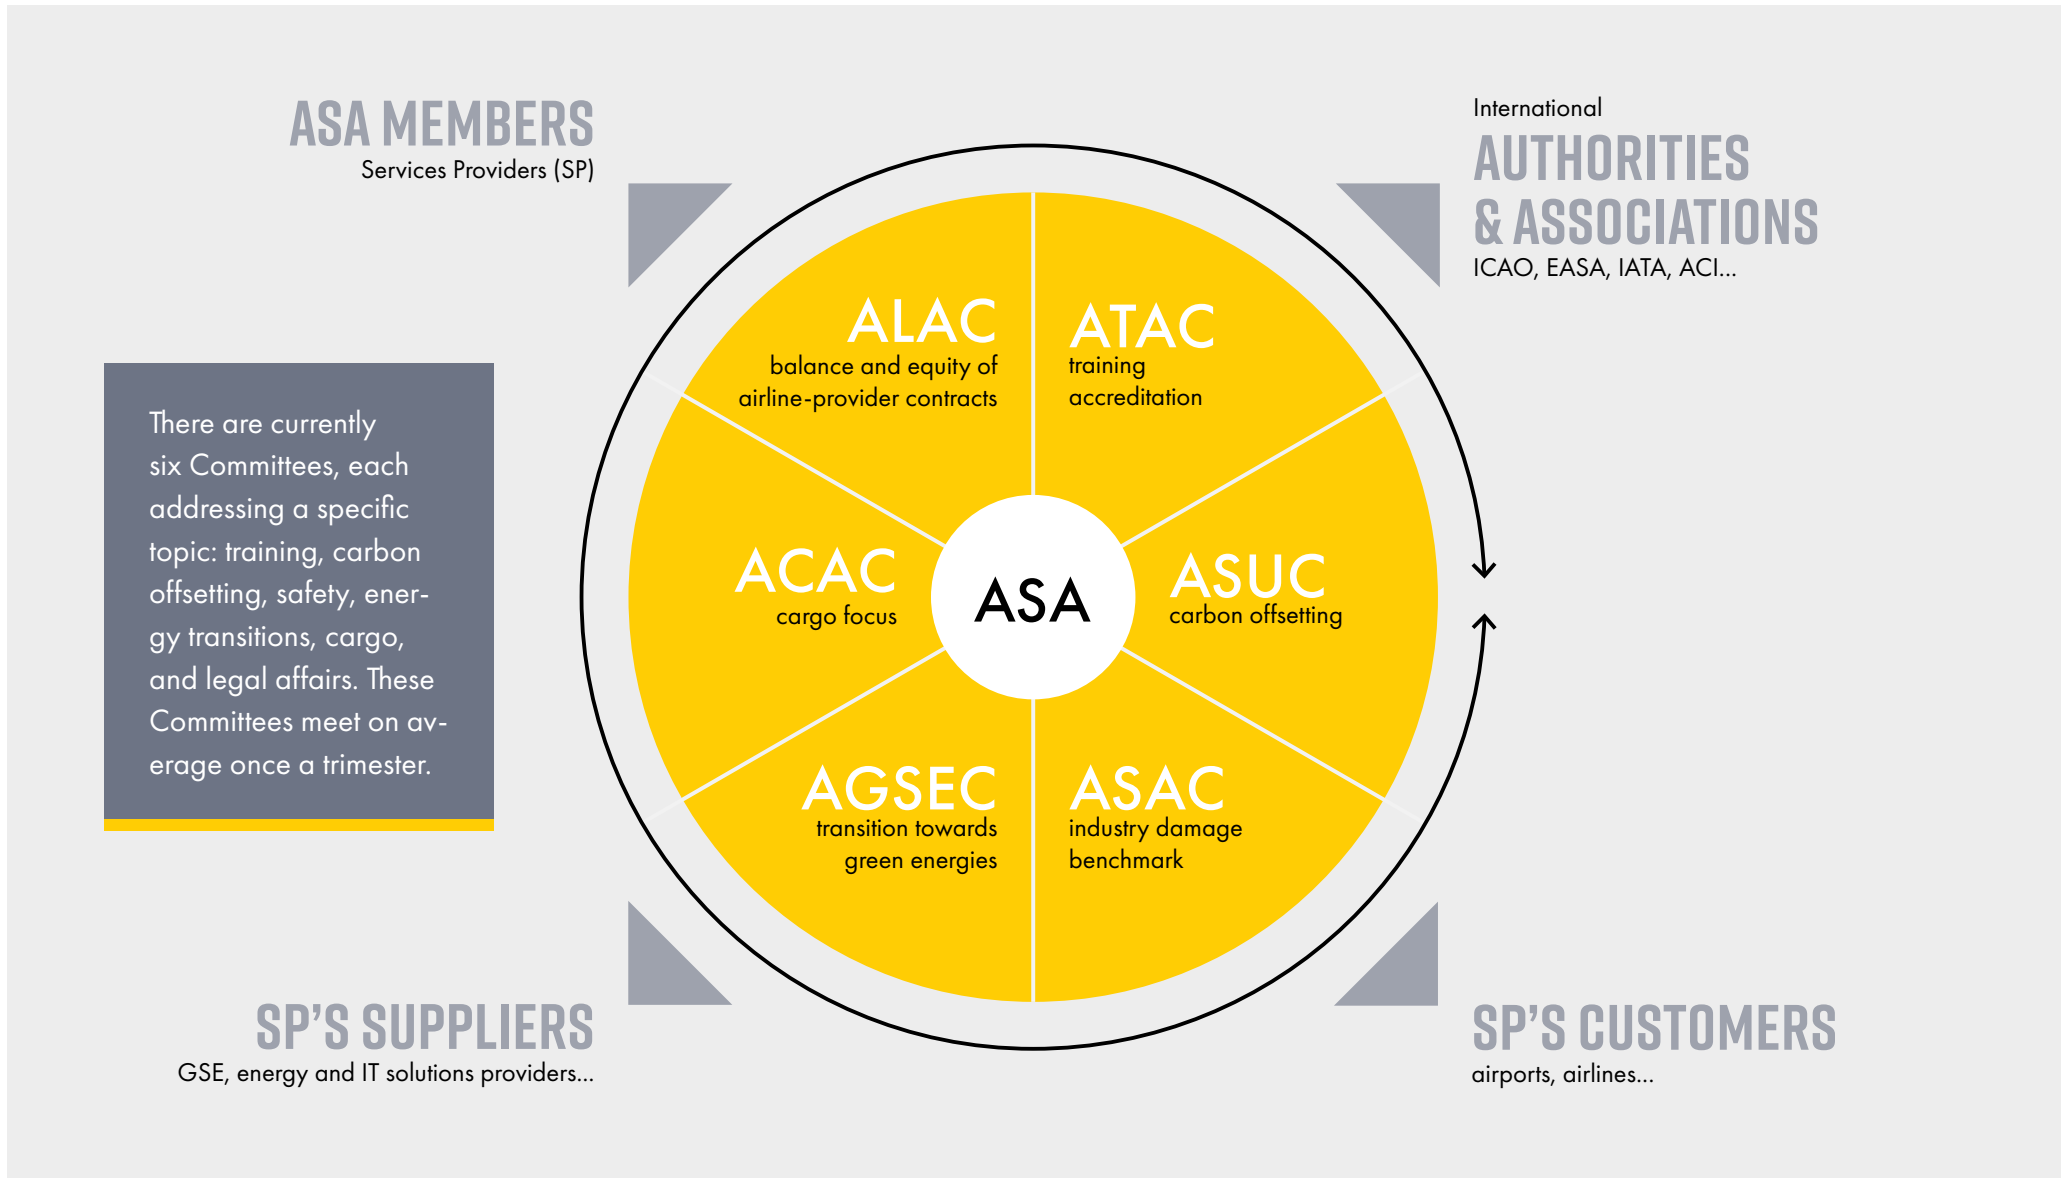 ASA MEMBERS
Services Providers (SP)
International
AUTHORITIES
& ASSOCIATIONS
ICAO, EASA, IATA, ACI...
There are currently
six Committees, each
addressing a specific
topic: training, carbon
offsetting, safety, ener-
gy transitions, cargo,
and legal affairs. These
Committees meet on av-
erage once a trimester.
ALAC
balance and equity of
airline-provider contracts
ATAC
training
accreditation
ACAC
cargo focus
ASA
ASUC
carbon offsetting
AGSEC
transition towards
green energies
ASAC
industry damage
benchmark
SP’S SUPPLIERS
GSE, energy and IT solutions providers...
SP’S CUSTOMERS
airports, airlines...